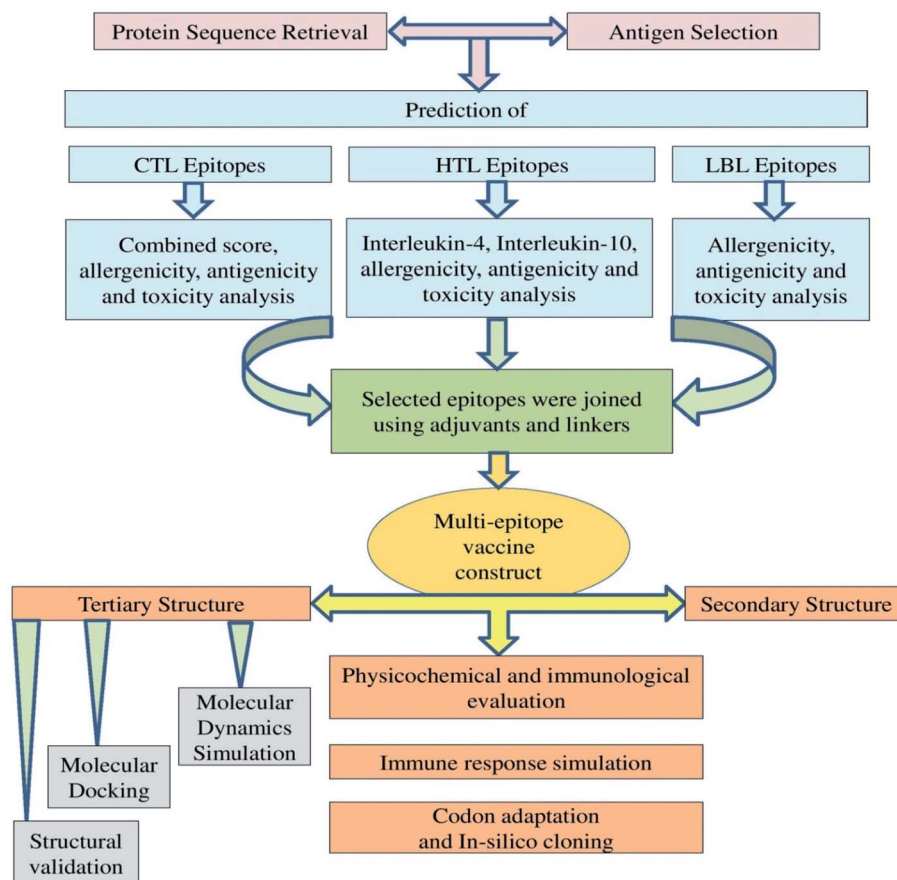 Protein Sequence Retrieval
Antigen Selection
Prediction of
CTL Epitopes
HTL Epitopes
LBL Epitopes
Combined score,
allergenicity, antigenicity
and toxicity analysis
Interleukin-4, Interleukin-10,
allergenicity, antigenicity and
toxicity analysis
Allergenicity,
antigenicity and
toxicity analysis
Selected epitopes were joined
using adjuvants and linkers
Multi-epitope
vaccine
construct
Tertiary Structure
Secondary Structure
Physicochemical and immunological
evaluation
Molecular
Dynamics
Simulation
Immune response simulation
Molecular
Docking
Codon adaptation
and In-silico cloning
Structural
validation